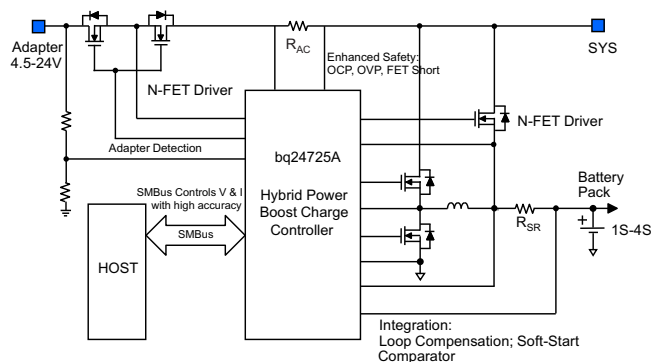 Adapter
4.5-24V
R_AC
SYS
Enhanced Safety:
OCP, OVP, FET Short
N-FET Driver
N-FET Driver
Adapter Detection
bq24725A
Hybrid Power
Boost Charge
Controller
SMBus Controls V & I
with high accuracy
SMBus
HOST
Battery
Pack
R_SR
+
1S-4S
Integration:
Loop Compensation; Soft-Start
Comparator